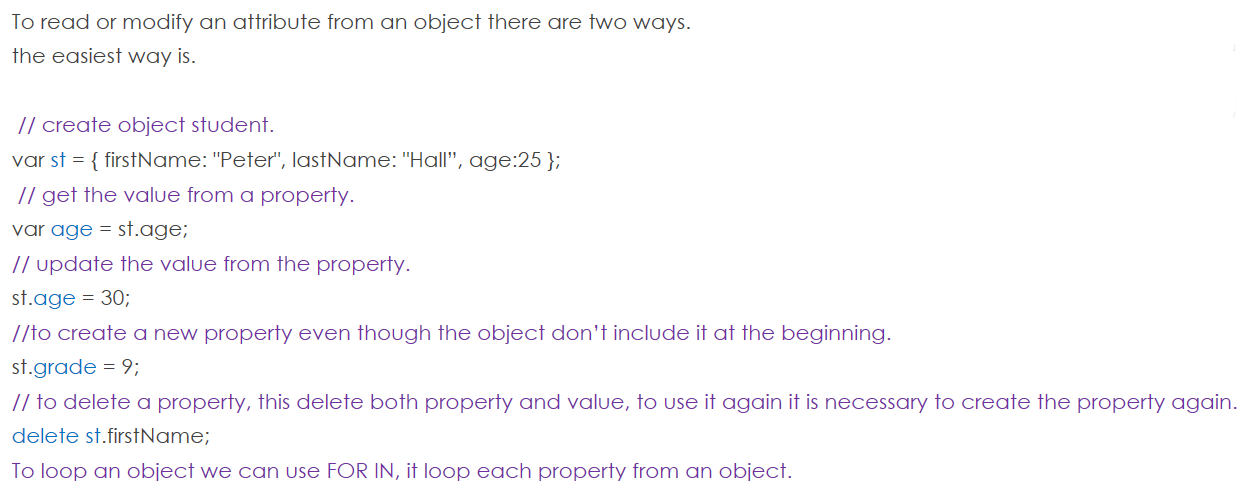 To read or modify an attribute from an object there are two ways.
the easiest way is.
// create object student.
var st = { firstName: "Peter", lastName: "Hall”, age:25 };
// get the value from a property.
var age = st.age;
// update the value from the property.
st.age = 30;
//to create a new property even though the object don’t include it at the beginning.
st.grade = 9;
// to delete a property, this delete both property and value, to use it again it is necessary to create the property again.
delete st.firstName;
To loop an object we can use FOR IN, it loop each property from an object.